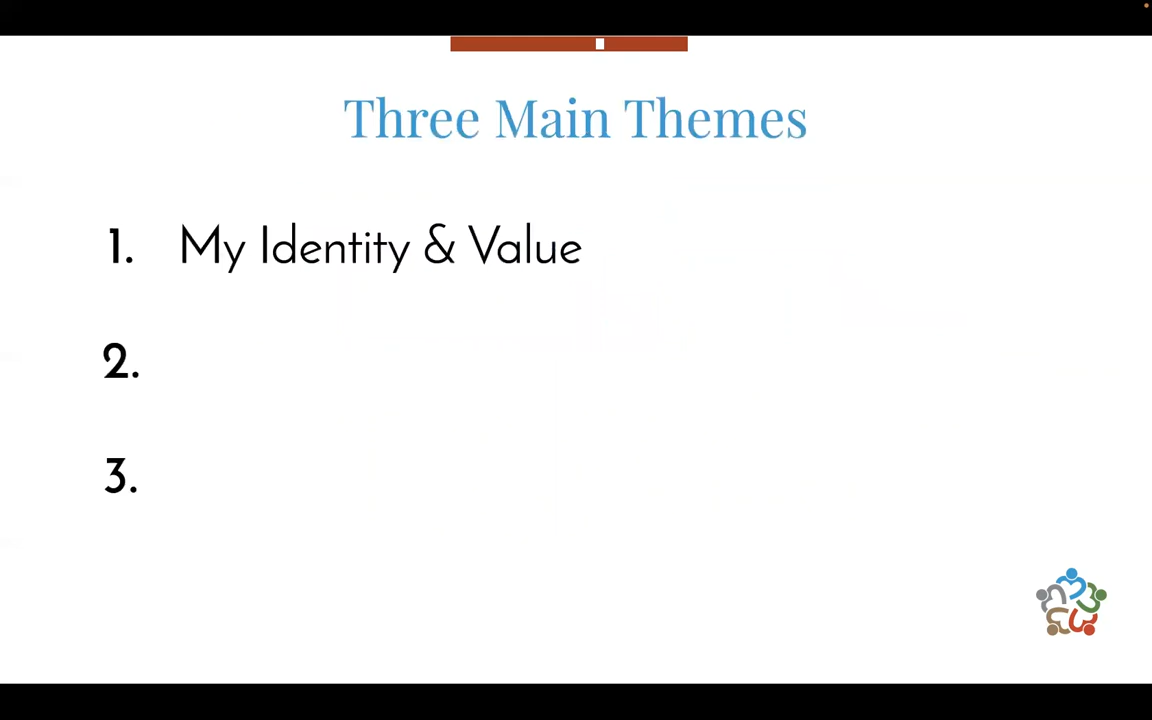 Three Main Themes
1. My Identity & Value
2.
3.